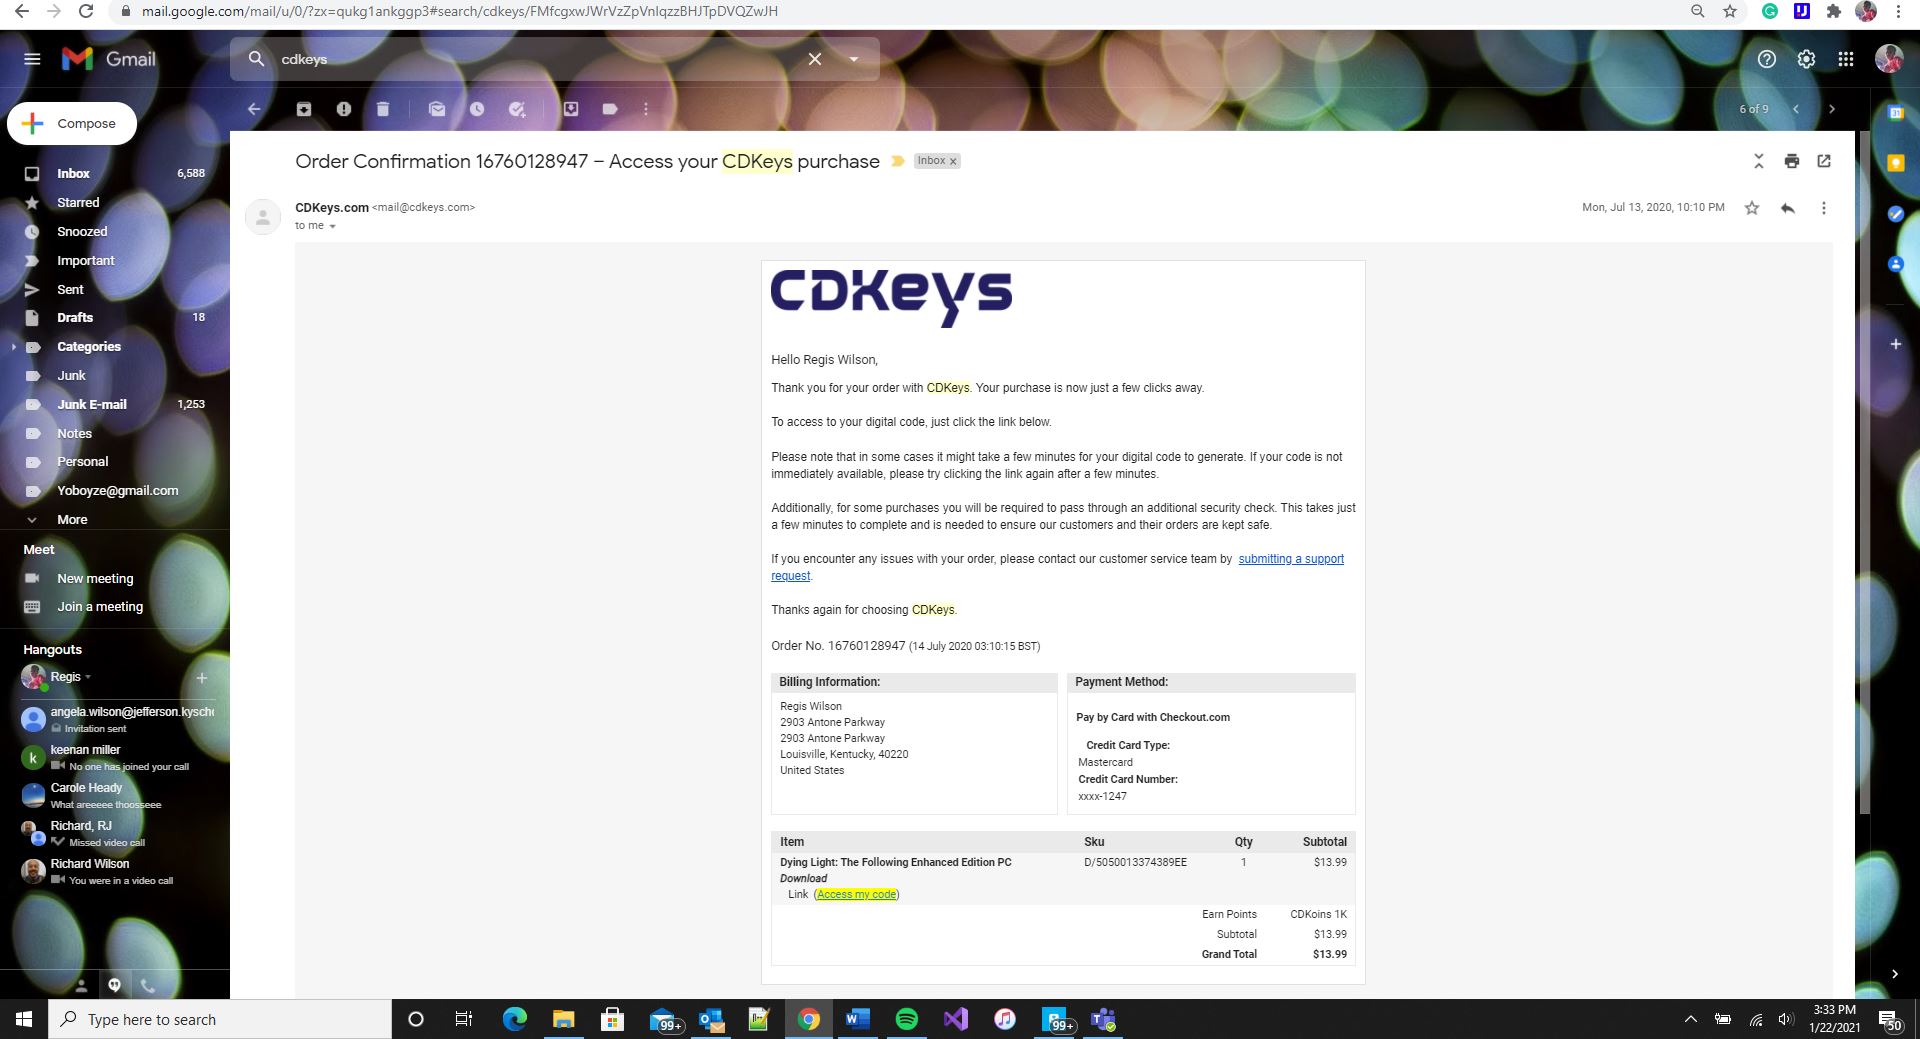 mail.google.com/mail/u/0/?zx=qukg1ankggp3#search/cdkeys/FMfcgxwJWrVzZpVnlqzzBHJTpDVQZwJH
Gmail
cdkeys
Compose
6 of 9
Order Confirmation 16760128947 – Access your CDKeys purchase
Inbox x
CDKeys.com <mail@cdkeys.com>
Mon, Jul 13, 2020, 10:10 PM
to me
Inbox 6,588
Starred
Snoozed
Important
Sent
Drafts 18
Categories
Junk
Junk E-mail 1,253
Notes
Personal
Yoboyze@gmail.com
More
Meet
New meeting
Join a meeting
Hangouts
Regis
angela.wilson@jefferson.kyscho
Invitation sent
k
keenan miller
No one has joined your call
Carole Heady
What areeeee thoosseee
Richard, RJ
Missed video call
Richard Wilson
You were in a video call
CDKeys
Hello Regis Wilson,
Thank you for your order with CDKeys. Your purchase is now just a few clicks away.
To access to your digital code, just click the link below.
Please note that in some cases it might take a few minutes for your digital code to generate. If your code is not
immediately available, please try clicking the link again after a few minutes.
Additionally, for some purchases you will be required to pass through an additional security check. This takes just
a few minutes to complete and is needed to ensure our customers and their orders are kept safe.
If you encounter any issues with your order, please contact our customer service team by submitting a support
request.
Thanks again for choosing CDKeys.
Order No. 16760128947 (14 July 2020 03:10:15 BST)
Billing Information:
Regis Wilson
2903 Antone Parkway
2903 Antone Parkway
Louisville, Kentucky, 40220
United States
Payment Method:
Pay by Card with Checkout.com
Credit Card Type:
Mastercard
Credit Card Number:
xxxx-1247
Item Sku Qty Subtotal
Dying Light: The Following Enhanced Edition PC D/5050013374389EE 1 $13.99
Download
Link (Access my code)
Earn Points CDKoins 1K
Subtotal $13.99
Grand Total $13.99
31
Type here to search
99+
99+
3:33 PM
1/22/2021
50